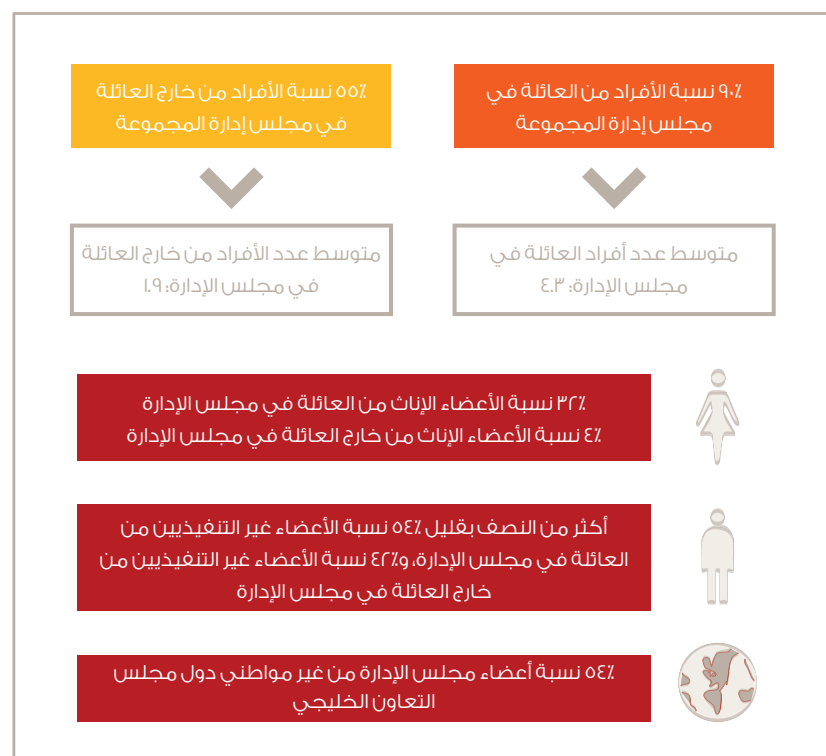 ٩٠٪ نسبة الأفراد من العائلة في
مجلس إدارة المجموعة
٥٥٪ نسبة الأفراد من خارج العائلة
في مجلس إدارة المجموعة
متوسط عدد أفراد العائلة في
مجلس الإدارة: ٤.٣
متوسط عدد الأفراد من خارج العائلة
في مجلس الإدارة: ١.٩
٣٢٪ نسبة الأعضاء الإناث من العائلة في مجلس الإدارة
٤٪ نسبة الأعضاء الإناث من خارج العائلة في مجلس الإدارة
أكثر من النصف بقليل ٥٤٪ نسبة الأعضاء غير التنفيذيين من
العائلة في مجلس الإدارة، و٤٢٪ نسبة الأعضاء غير التنفيذيين من
خارج العائلة في مجلس الإدارة
٥٤٪ نسبة أعضاء مجلس الإدارة من غير مواطني دول مجلس
التعاون الخليجي